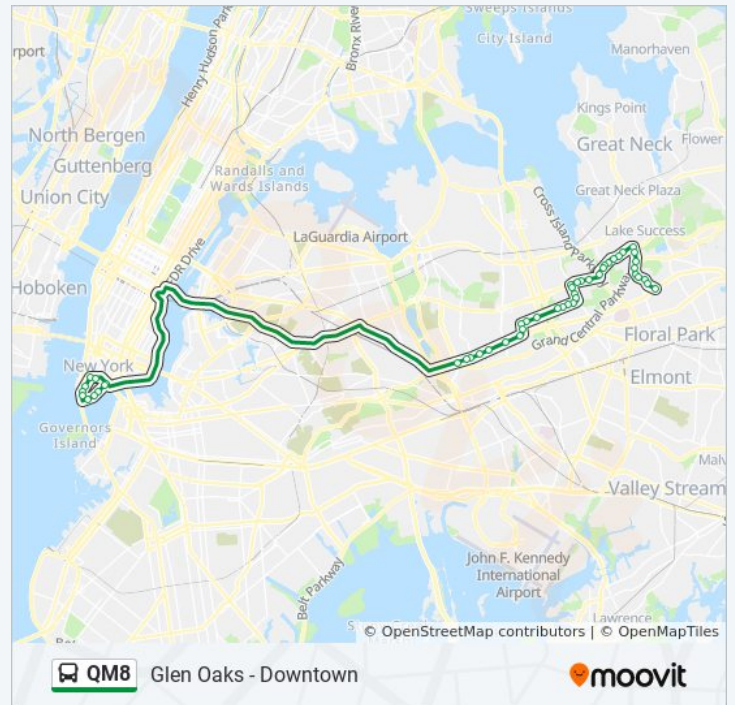 Sweeps Islands
City Island
rport
Henry Hudson Park
Bronx River
Manorhaven
Kings Point
North Bergen
Great Neck
Flower
Guttenberg
Randalls and
Wards Islands
Union City
Great Neck Plaza
Cross Island Park
Lake Success
LaGuardia Airport
FDR Drive
Hoboken
Grand Central Parkway
Floral Park
New York
Elmont
Governors
Island
Malv
Valley Stream
John F. Kennedy
International
Airport
Belt Parkway
Lawrence
© OpenStreetMap contributors | © OpenMapTiles
QM8 Glen Oaks - Downtown
moovit